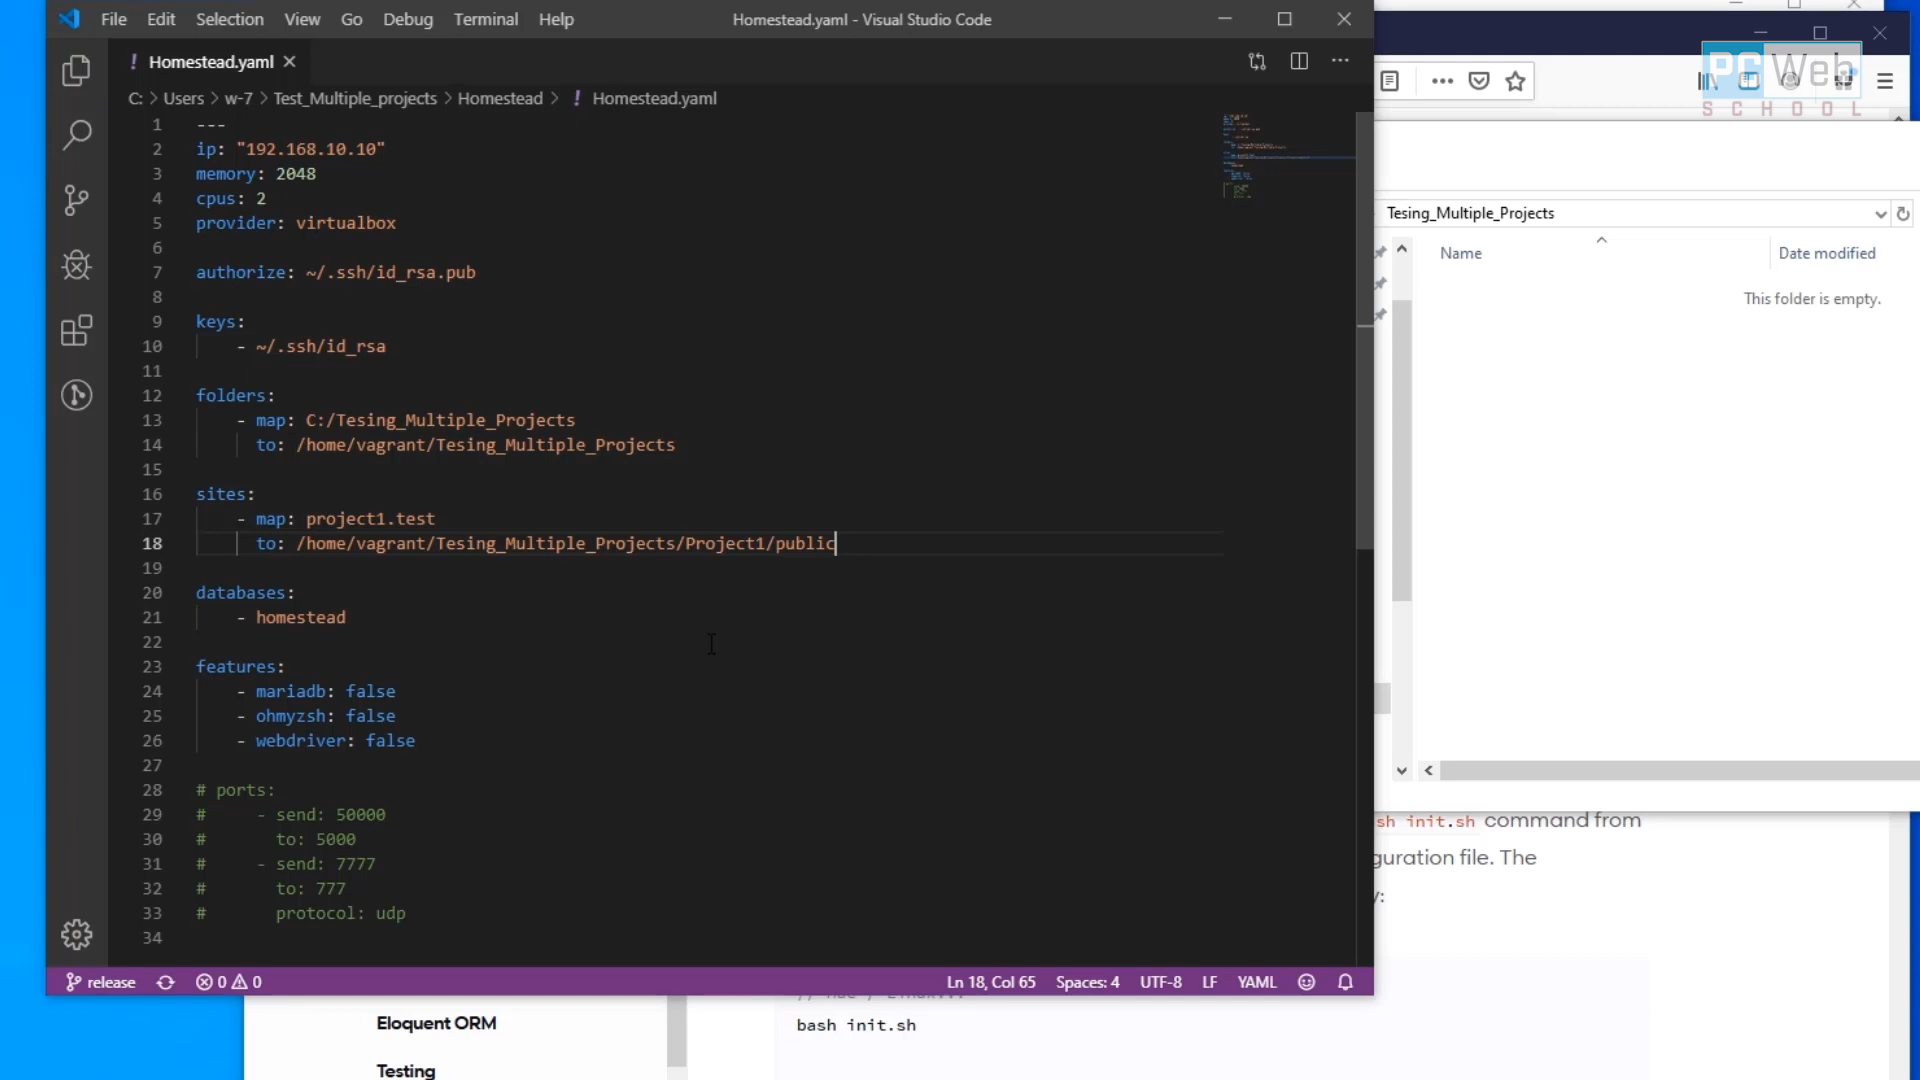 File Edit Selection View Go Debug Terminal Help
Homestead.yaml - Visual Studio Code
! Homestead.yaml
C: > Users > w-7 > Test_Multiple_projects > Homestead > ! Homestead.yaml
1 ---
2 ip: "192.168.10.10"
3 memory: 2048
4 cpus: 2
5 provider: virtualbox
6
7 authorize: ~/.ssh/id_rsa.pub
8
9 keys:
10 - ~/.ssh/id_rsa
11
12 folders:
13 - map: C:/Tesing_Multiple_Projects
14 to: /home/vagrant/Tesing_Multiple_Projects
15
16 sites:
17 - map: project1.test
18 to: /home/vagrant/Tesing_Multiple_Projects/Project1/public
19
20 databases:
21 - homestead
22
23 features:
24 - mariadb: false
25 - ohmyzsh: false
26 - webdriver: false
27
28 # ports:
29 # - send: 50000
30 # to: 5000
31 # - send: 7777
32 # to: 777
33 # protocol: udp
34
release 0 0 Ln 18, Col 65 Spaces: 4 UTF-8 LF YAML
PC Web
SCHOOL
Tesing_Multiple_Projects
Name Date modified
This folder is empty.
sh init.sh command from
guration file. The
/:
Eloquent ORM
bash init.sh
Testing